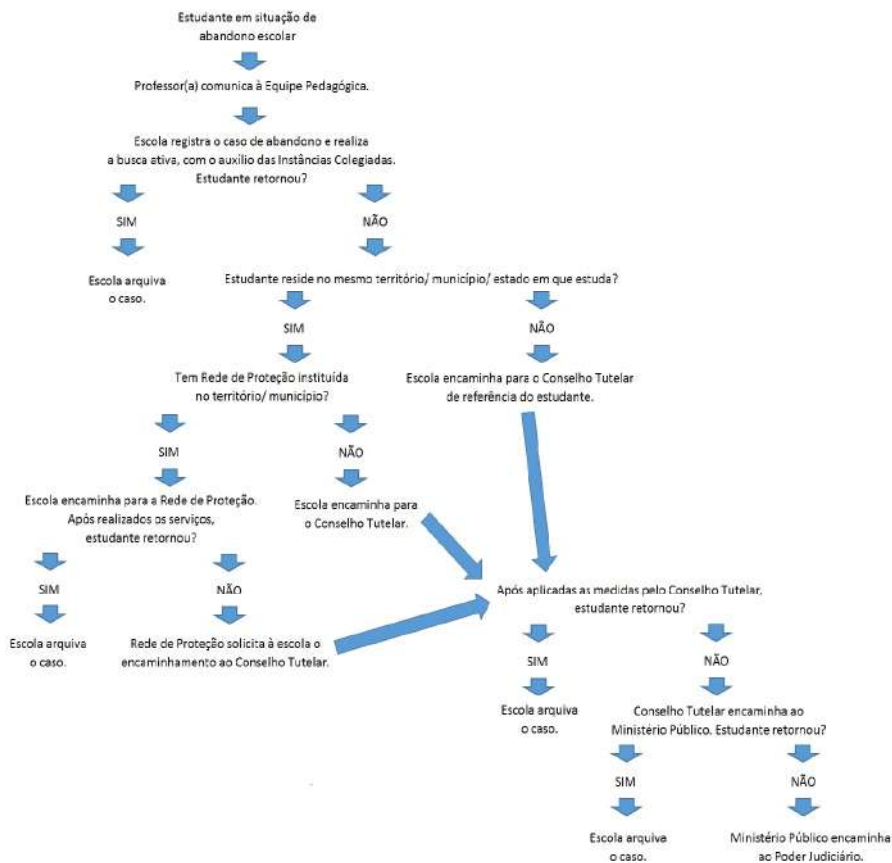 Estudante em situação de
abandono escolar
Professor(a) comunica à Equipe Pedagógica.
Escola registra o caso de abandono e realiza
a busca ativa, com o auxílio das Instâncias Colegiadas.
Estudante retornou?
SIM
NÃO
Escola arquiva
o caso.
Estudante reside no mesmo território/ município/ estado em que estuda?
SIM
NÃO
Tem Rede de Proteção instituída
no território/ município?
Escola encaminha para o Conselho Tutelar
de referência do estudante.
SIM
NÃO
Escola encaminha para a Rede de Proteção.
Após realizados os serviços,
estudante retornou?
Escola encaminha para
o Conselho Tutelar.
SIM
NÃO
Após aplicadas as medidas pelo Conselho Tutelar,
estudante retornou?
Escola arquiva
o caso.
Rede de Proteção solicita à escola o
encaminhamento ao Conselho Tutelar.
SIM
NÃO
Escola arquiva
o caso.
Conselho Tutelar encaminha ao
Ministério Público. Estudante retornou?
SIM
NÃO
Escola arquiva
o caso.
Ministério Público encaminha
ao Poder Judiciário.